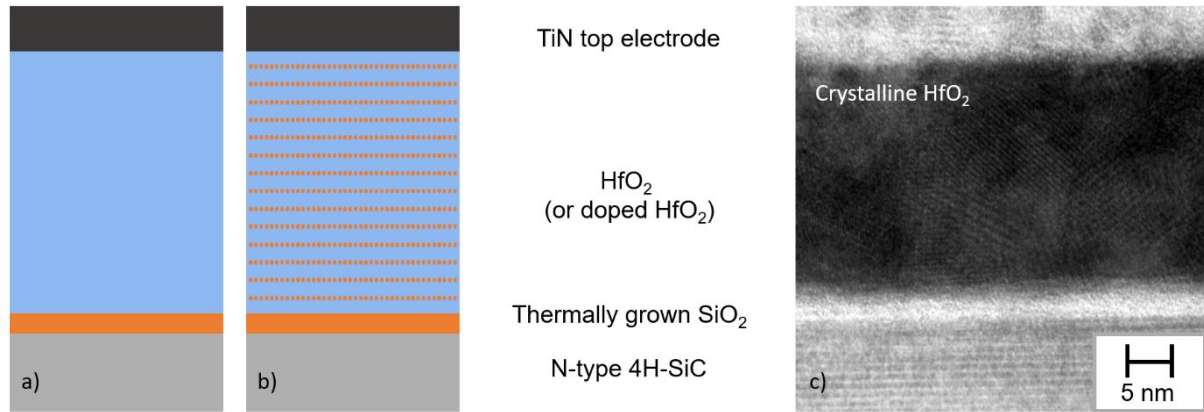 a)
b)
TiN top electrode
HfO₂
(or doped HfO₂)
Thermally grown SiO₂
N-type 4H-SiC
Crystalline HfO₂
c)
5 nm